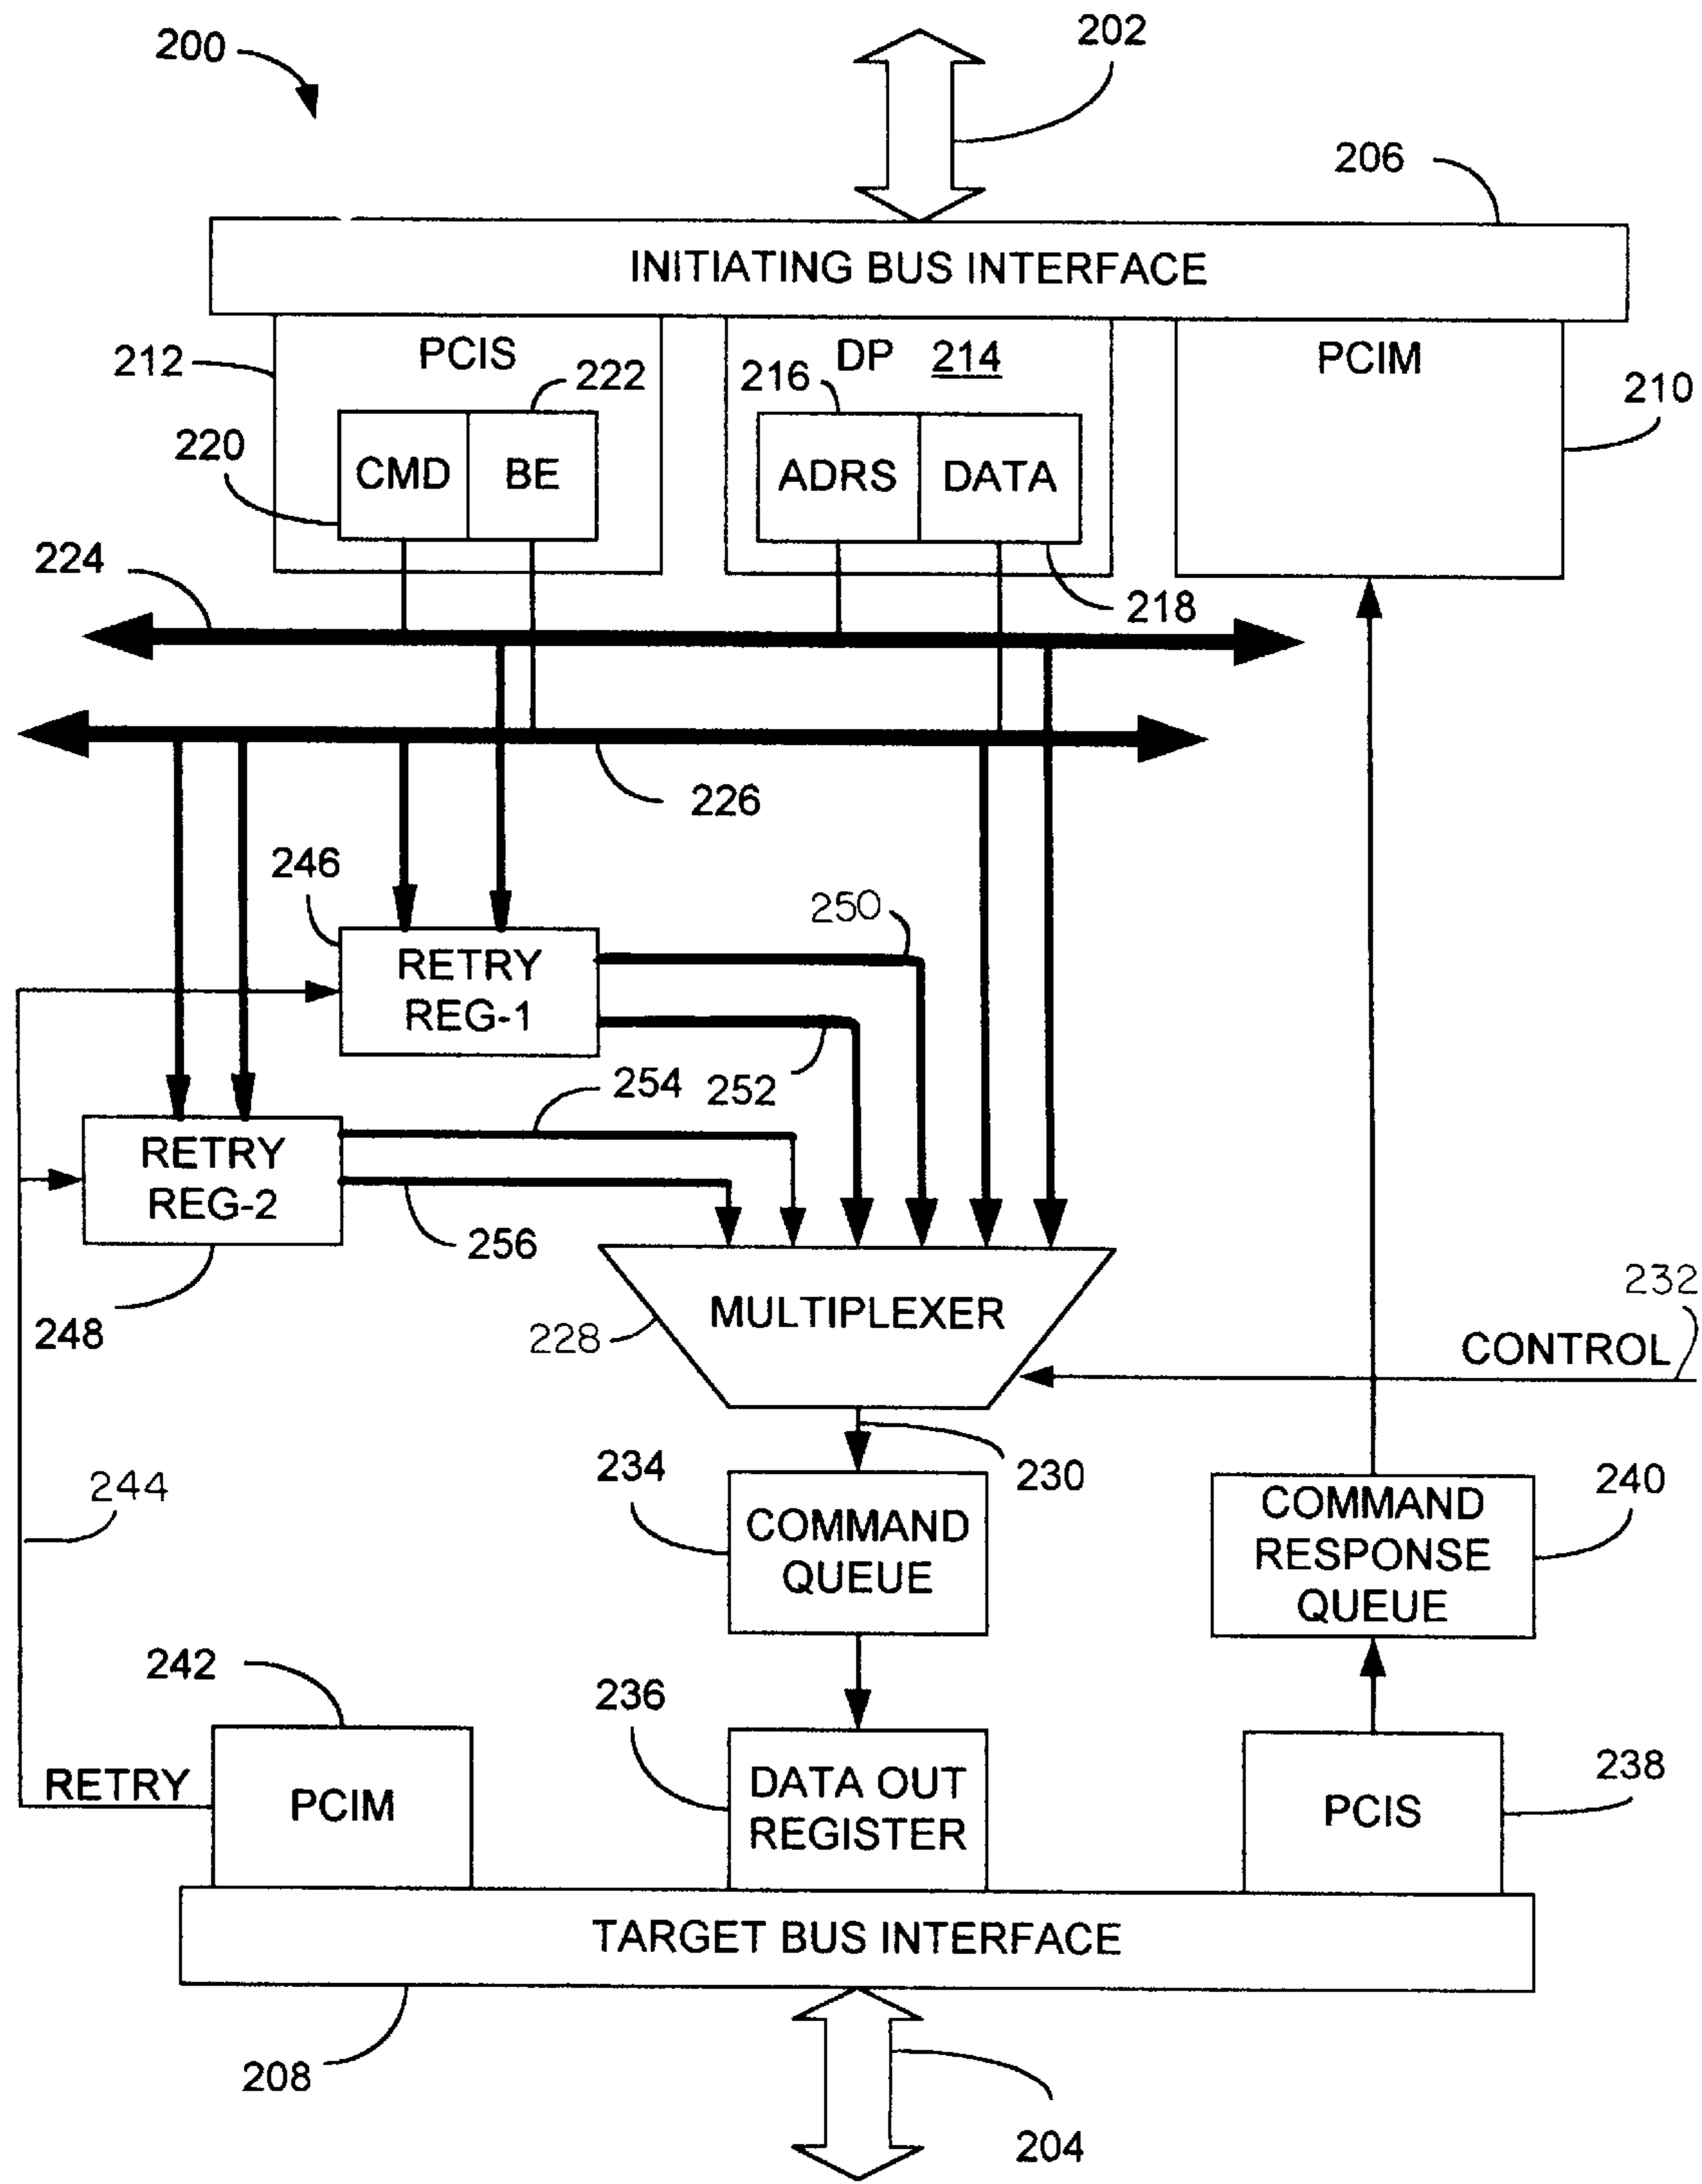 200
202
206
INITIATING BUS INTERFACE
PCIS
DP 214
PCIM
212
222
216
210
220
CMD
BE
ADRS
DATA
224
218
226
246
250
RETRY
REG-1
254
252
RETRY
REG-2
256
248
MULTIPLEXER
228
232
CONTROL
230
234
244
COMMAND
QUEUE
COMMAND
RESPONSE
QUEUE
240
242
236
RETRY
PCIM
DATA OUT
REGISTER
PCIS
238
TARGET BUS INTERFACE
208
204